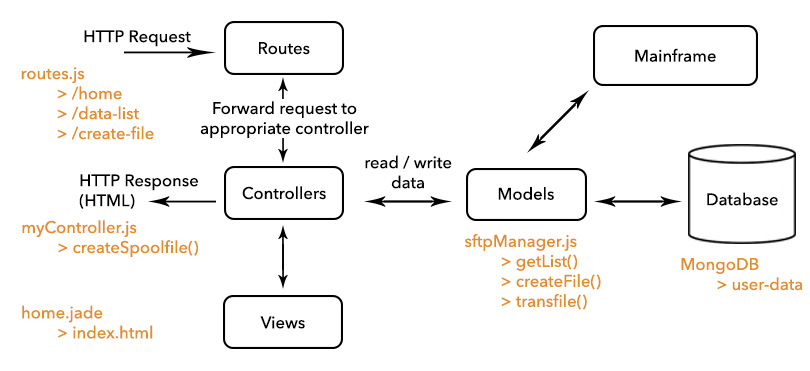 HTTP Request
Routes
Mainframe
routes.js
> /home
> /data-list
> /create-file
Forward request to
appropriate controller
HTTP Response
(HTML)
Controllers
read / write
data
Models
Database
myController.js
> createSpoolfile()
sftpManager.js
> getList()
> createFile()
> transfile()
MongoDB
> user-data
home.jade
> index.html
Views